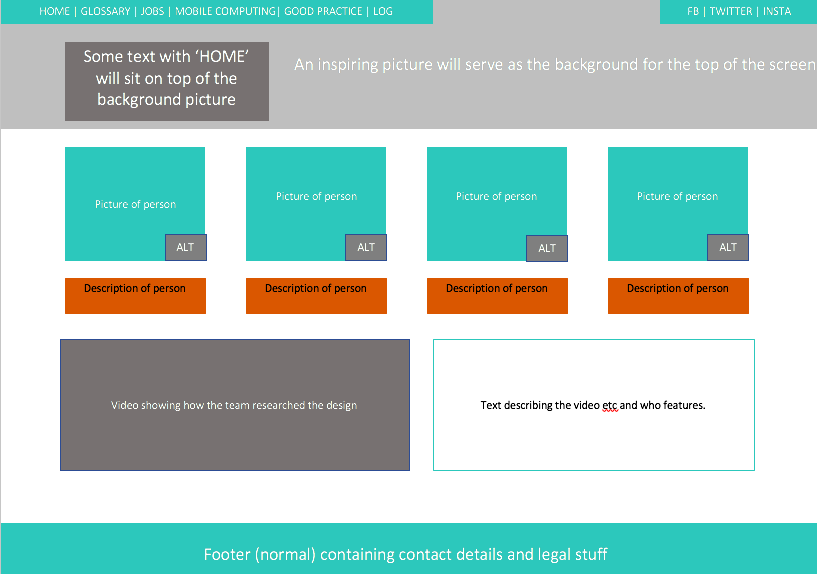 HOME | GLOSSARY | JOBS | MOBILE COMPUTING| GOOD PRACTICE | LOG
FB | TWITTER | INSTA
Some text with ‘HOME’
will sit on top of the
background picture
An inspiring picture will serve as the background for the top of the screen
Picture of person
ALT
Picture of person
ALT
Picture of person
ALT
Picture of person
ALT
Description of person
Description of person
Description of person
Description of person
Video showing how the team researched the design
Text describing the video etc and who features.
Footer (normal) containing contact details and legal stuff